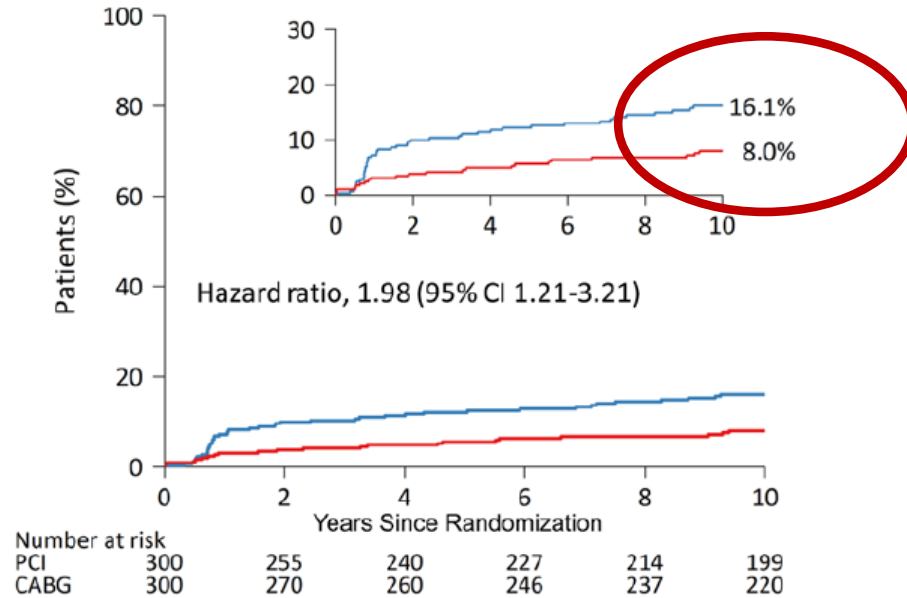 100
80
60
40
20
0
Patients (%)
30
20
10
0
16.1%
8.0%
0 2 4 6 8 10
Hazard ratio, 1.98 (95% CI 1.21-3.21)
0 2 4 6 8 10
Years Since Randomization
Number at risk
PCI 300 255 240 227 214 199
CABG 300 270 260 246 237 220